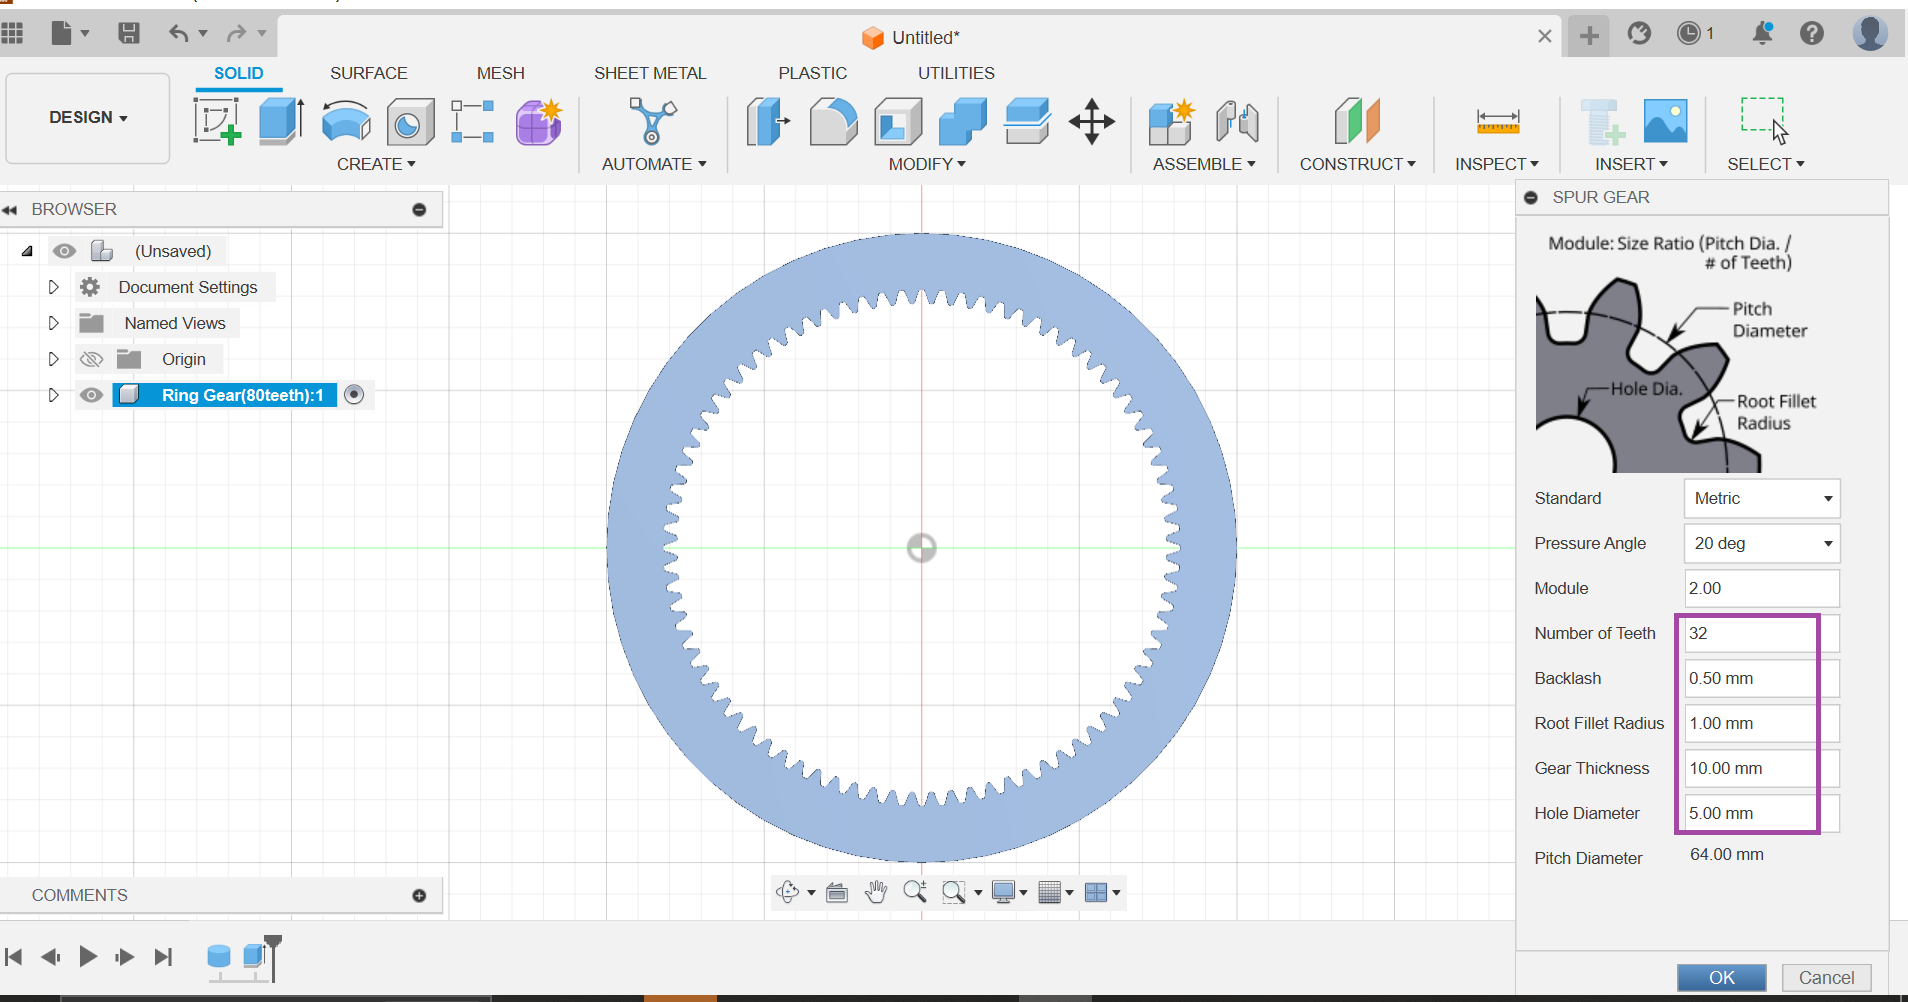 Untitled*
1
SOLID SURFACE MESH SHEET METAL PLASTIC UTILITIES
DESIGN
CREATE AUTOMATE MODIFY ASSEMBLE CONSTRUCT INSPECT INSERT SELECT
BROWSER
(Unsaved)
Document Settings
Named Views
Origin
Ring Gear(80teeth):1
COMMENTS
SPUR GEAR
Module: Size Ratio (Pitch Dia. /
# of Teeth)
Pitch
Diameter
Hole Dia.
Root Fillet
Radius
Standard Metric
Pressure Angle 20 deg
Module 2.00
Number of Teeth 32
Backlash 0.50 mm
Root Fillet Radius 1.00 mm
Gear Thickness 10.00 mm
Hole Diameter 5.00 mm
Pitch Diameter 64.00 mm
OK Cancel